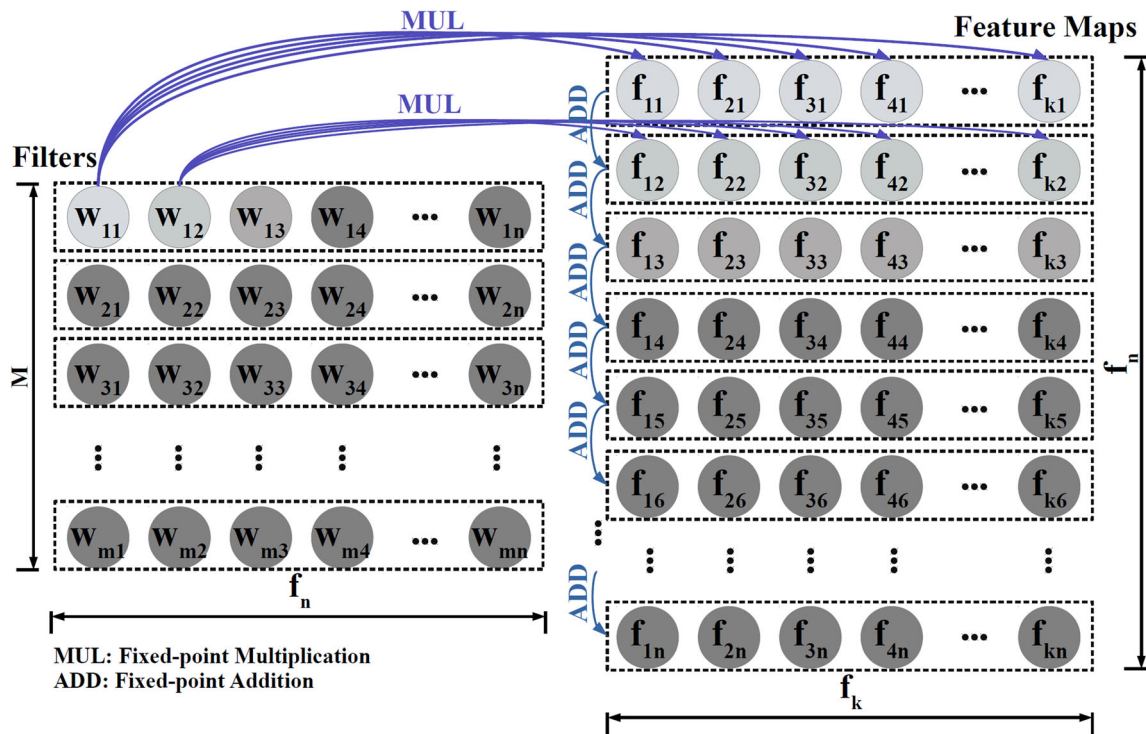 MUL
Feature Maps
f11 f21 f31 f41 ••• fk1
ADD
MUL
f12 f22 f32 f42 ••• fk2
Filters
ADD
W11 W12 W13 W14 ••• W1n
f13 f23 f33 f43 ••• fk3
ADD
W21 W22 W23 W24 ••• W2n
f14 f24 f34 f44 ••• fk4
ADD
W31 W32 W33 W34 ••• W3n
M
fn
f15 f25 f35 f45 ••• fk5
ADD
f16 f26 f36 f46 ••• fk6
Wm1 Wm2 Wm3 Wm4 ••• Wmn
fn
ADD
f1n f2n f3n f4n ••• fkn
MUL: Fixed-point Multiplication
ADD: Fixed-point Addition
fk